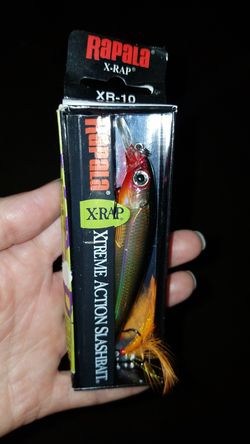 Rapala
X-RAP®
XR-10
Rapala
X-RAP
XTREME ACTION SLASHBAIT